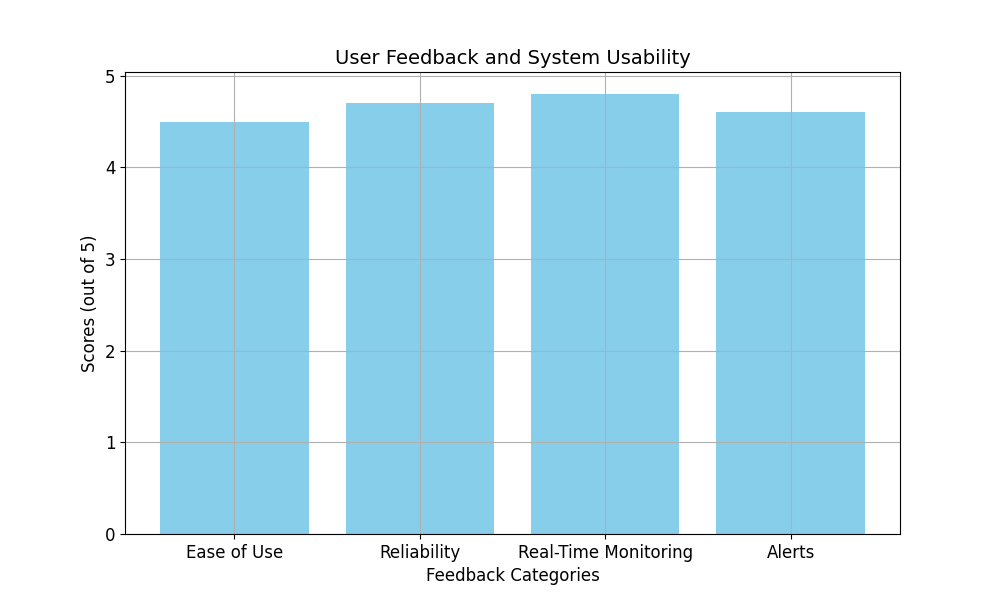 User Feedback and System Usability
5
4
3
2
1
0
Scores (out of 5)
Ease of Use Reliability Real-Time Monitoring Alerts
Feedback Categories